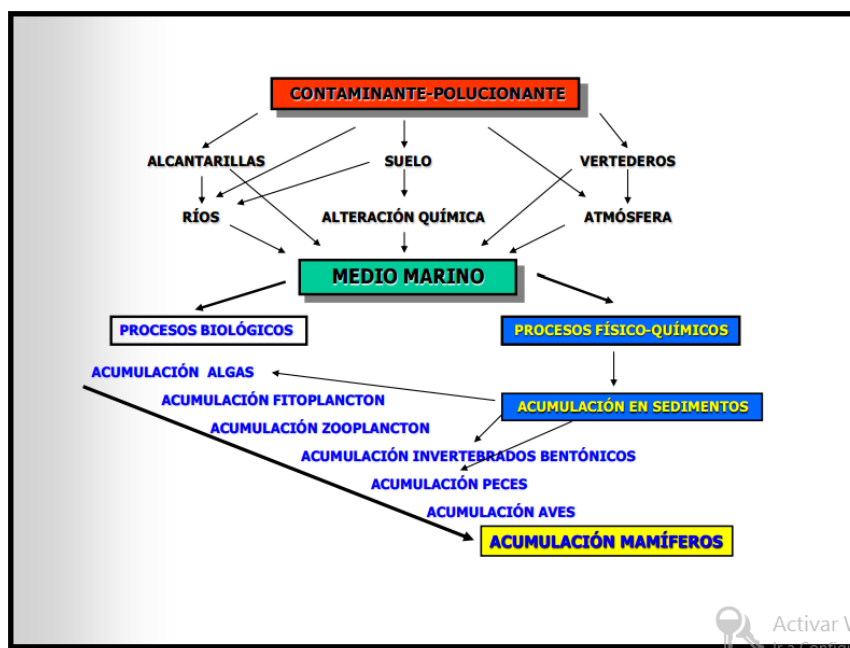 CONTAMINANTE-POLUCIONANTE
ALCANTARILLAS SUELO VERTEDEROS
RÍOS ALTERACIÓN QUÍMICA ATMÓSFERA
MEDIO MARINO
PROCESOS BIOLÓGICOS PROCESOS FÍSICO-QUÍMICOS
ACUMULACIÓN ALGAS
ACUMULACIÓN FITOPLANCTON ACUMULACIÓN EN SEDIMENTOS
ACUMULACIÓN ZOOPLANCTON
ACUMULACIÓN INVERTEBRADOS BENTÓNICOS
ACUMULACIÓN PECES
ACUMULACIÓN AVES
ACUMULACIÓN MAMÍFEROS
Activar